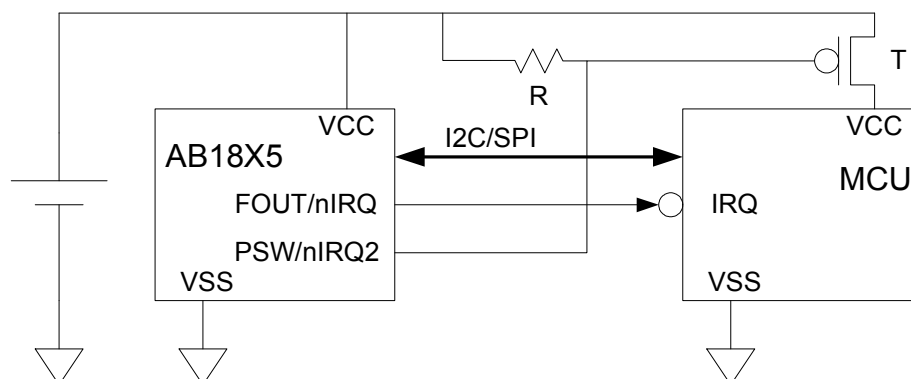 T
R
VCC
VCC
I2C/SPI
AB18X5
MCU
FOUT/nIRQ
IRQ
PSW/nIRQ2
VSS
VSS